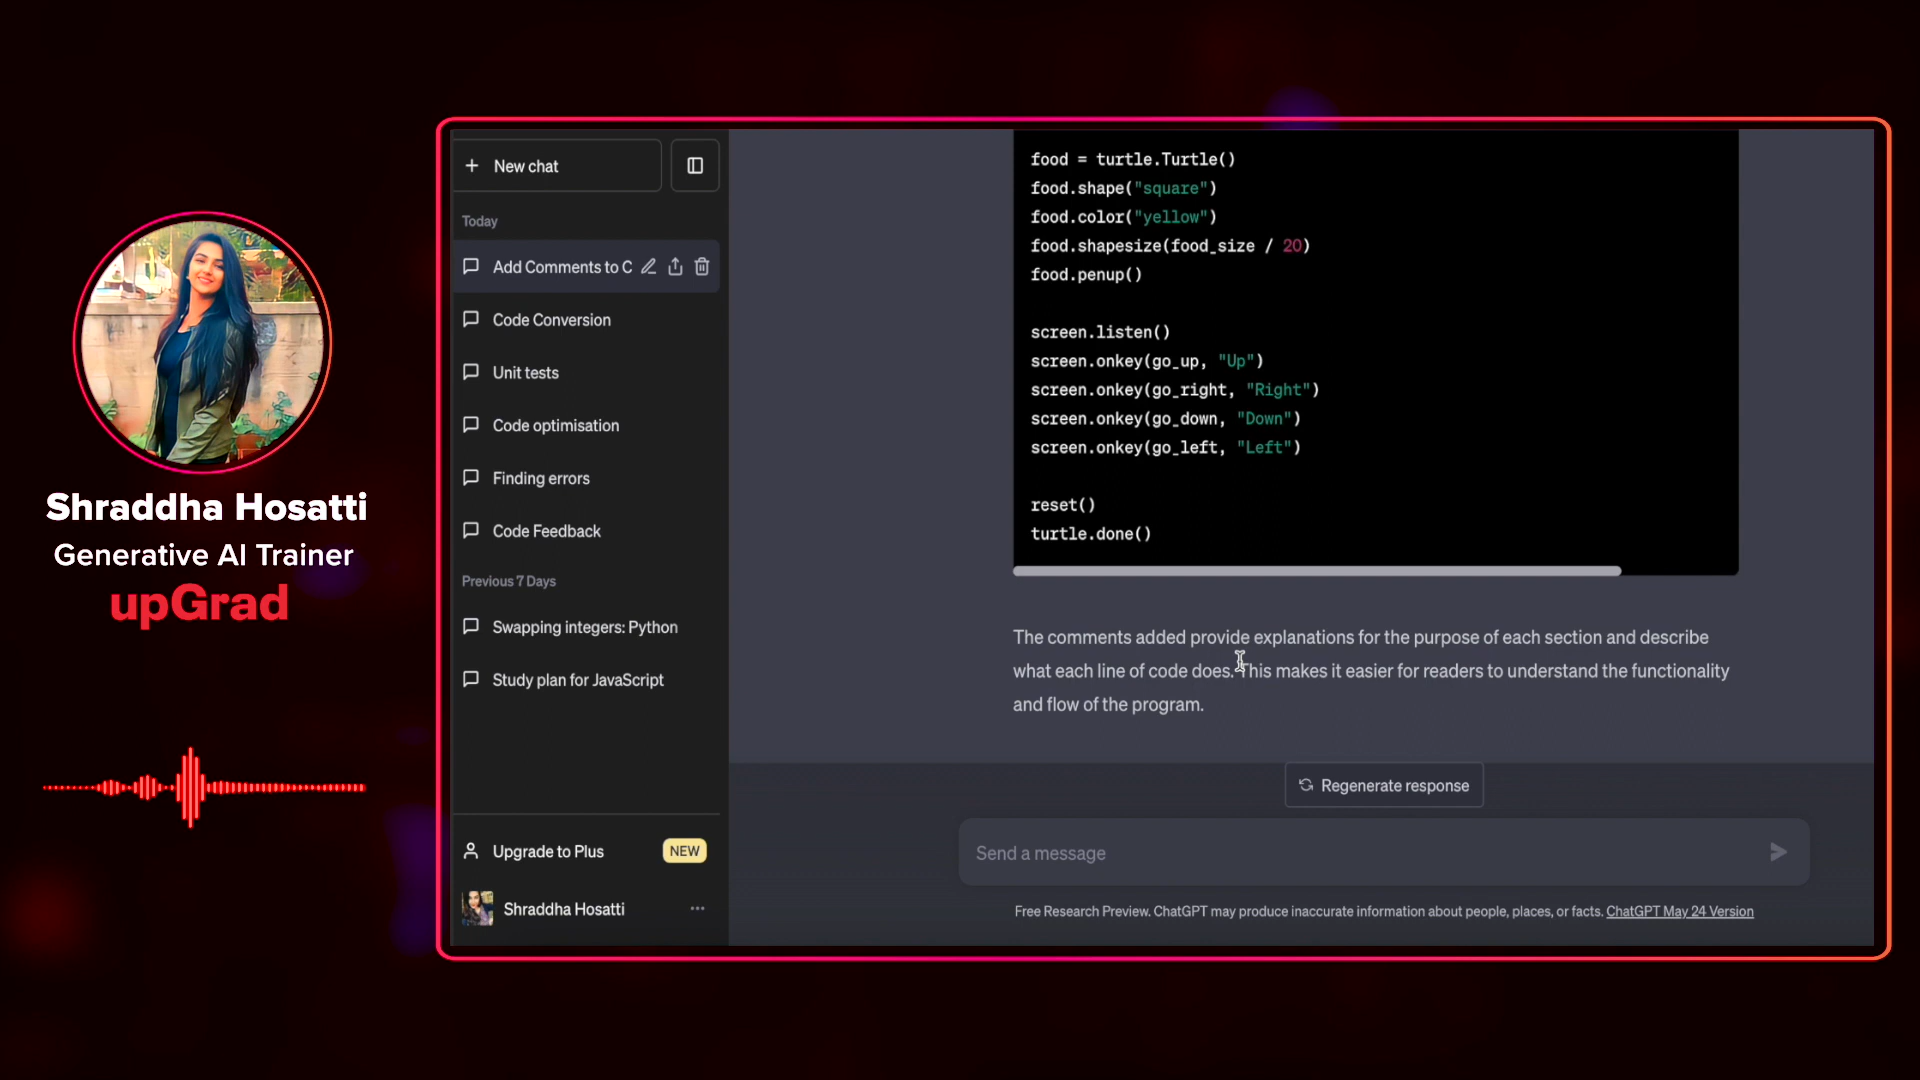 Shraddha Hosatti
Generative AI Trainer
upGrad
New chat
Today
Add Comments to C
Code Conversion
Unit tests
Code optimisation
Finding errors
Code Feedback
Previous 7 Days
Swapping integers: Python
Study plan for JavaScript
Upgrade to Plus NEW
Shraddha Hosatti
food = turtle.Turtle()
food.shape("square")
food.color("yellow")
food.shapesize(food_size / 20)
food.penup()
screen.listen()
screen.onkey(go_up, "Up")
screen.onkey(go_right, "Right")
screen.onkey(go_down, "Down")
screen.onkey(go_left, "Left")
reset()
turtle.done()
The comments added provide explanations for the purpose of each section and describe
what each line of code does. This makes it easier for readers to understand the functionality
and flow of the program.
Regenerate response
Send a message
Free Research Preview. ChatGPT may produce inaccurate information about people, places, or facts. ChatGPT May 24 Version